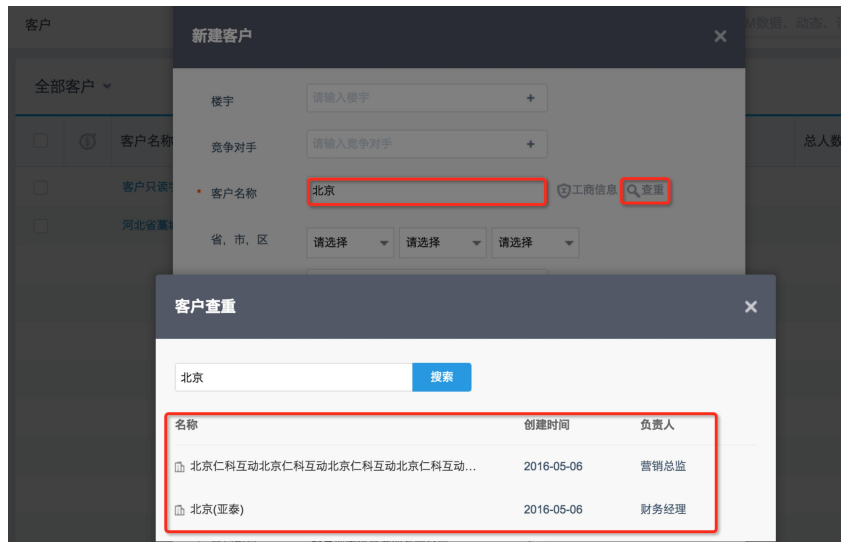 客户
新建客户
M数据、动态、
全部客户
楼宇 请输入楼宇 +
客户名称
竞争对手 请输入竞争对手 +
总人数
客户只读
* 客户名称 北京 工商信息 查重
河北省藁
省，市，区 请选择 请选择 请选择
客户查重
北京 搜索
名称 创建时间 负责人
北京仁科互动北京仁科互动北京仁科互动北京仁科互动... 2016-05-06 营销总监
北京(亚泰) 2016-05-06 财务经理